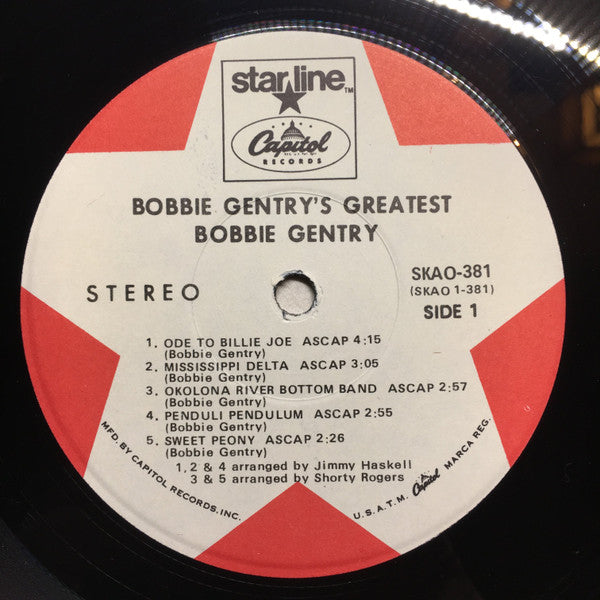 starline™
Capitol
RECORDS
BOBBIE GENTRY'S GREATEST
BOBBIE GENTRY
STEREO
SKAO-381
(SKAO 1-381)
SIDE 1
1. ODE TO BILLIE JOE ASCAP 4:15
(Bobbie Gentry)
2. MISSISSIPPI DELTA ASCAP 3:05
(Bobbie Gentry)
3. OKOLONA RIVER BOTTOM BAND ASCAP 2:57
(Bobbie Gentry)
4. PENDULI PENDULUM ASCAP 2:55
(Bobbie Gentry)
5. SWEET PEONY ASCAP 2:26
(Bobbie Gentry)
1, 2 & 4 arranged by Jimmy Haskell
3 & 5 arranged by Shorty Rogers
MFD. BY CAPITOL RECORDS, INC.
U.S.A. T.M. Capitol MARCA REG.